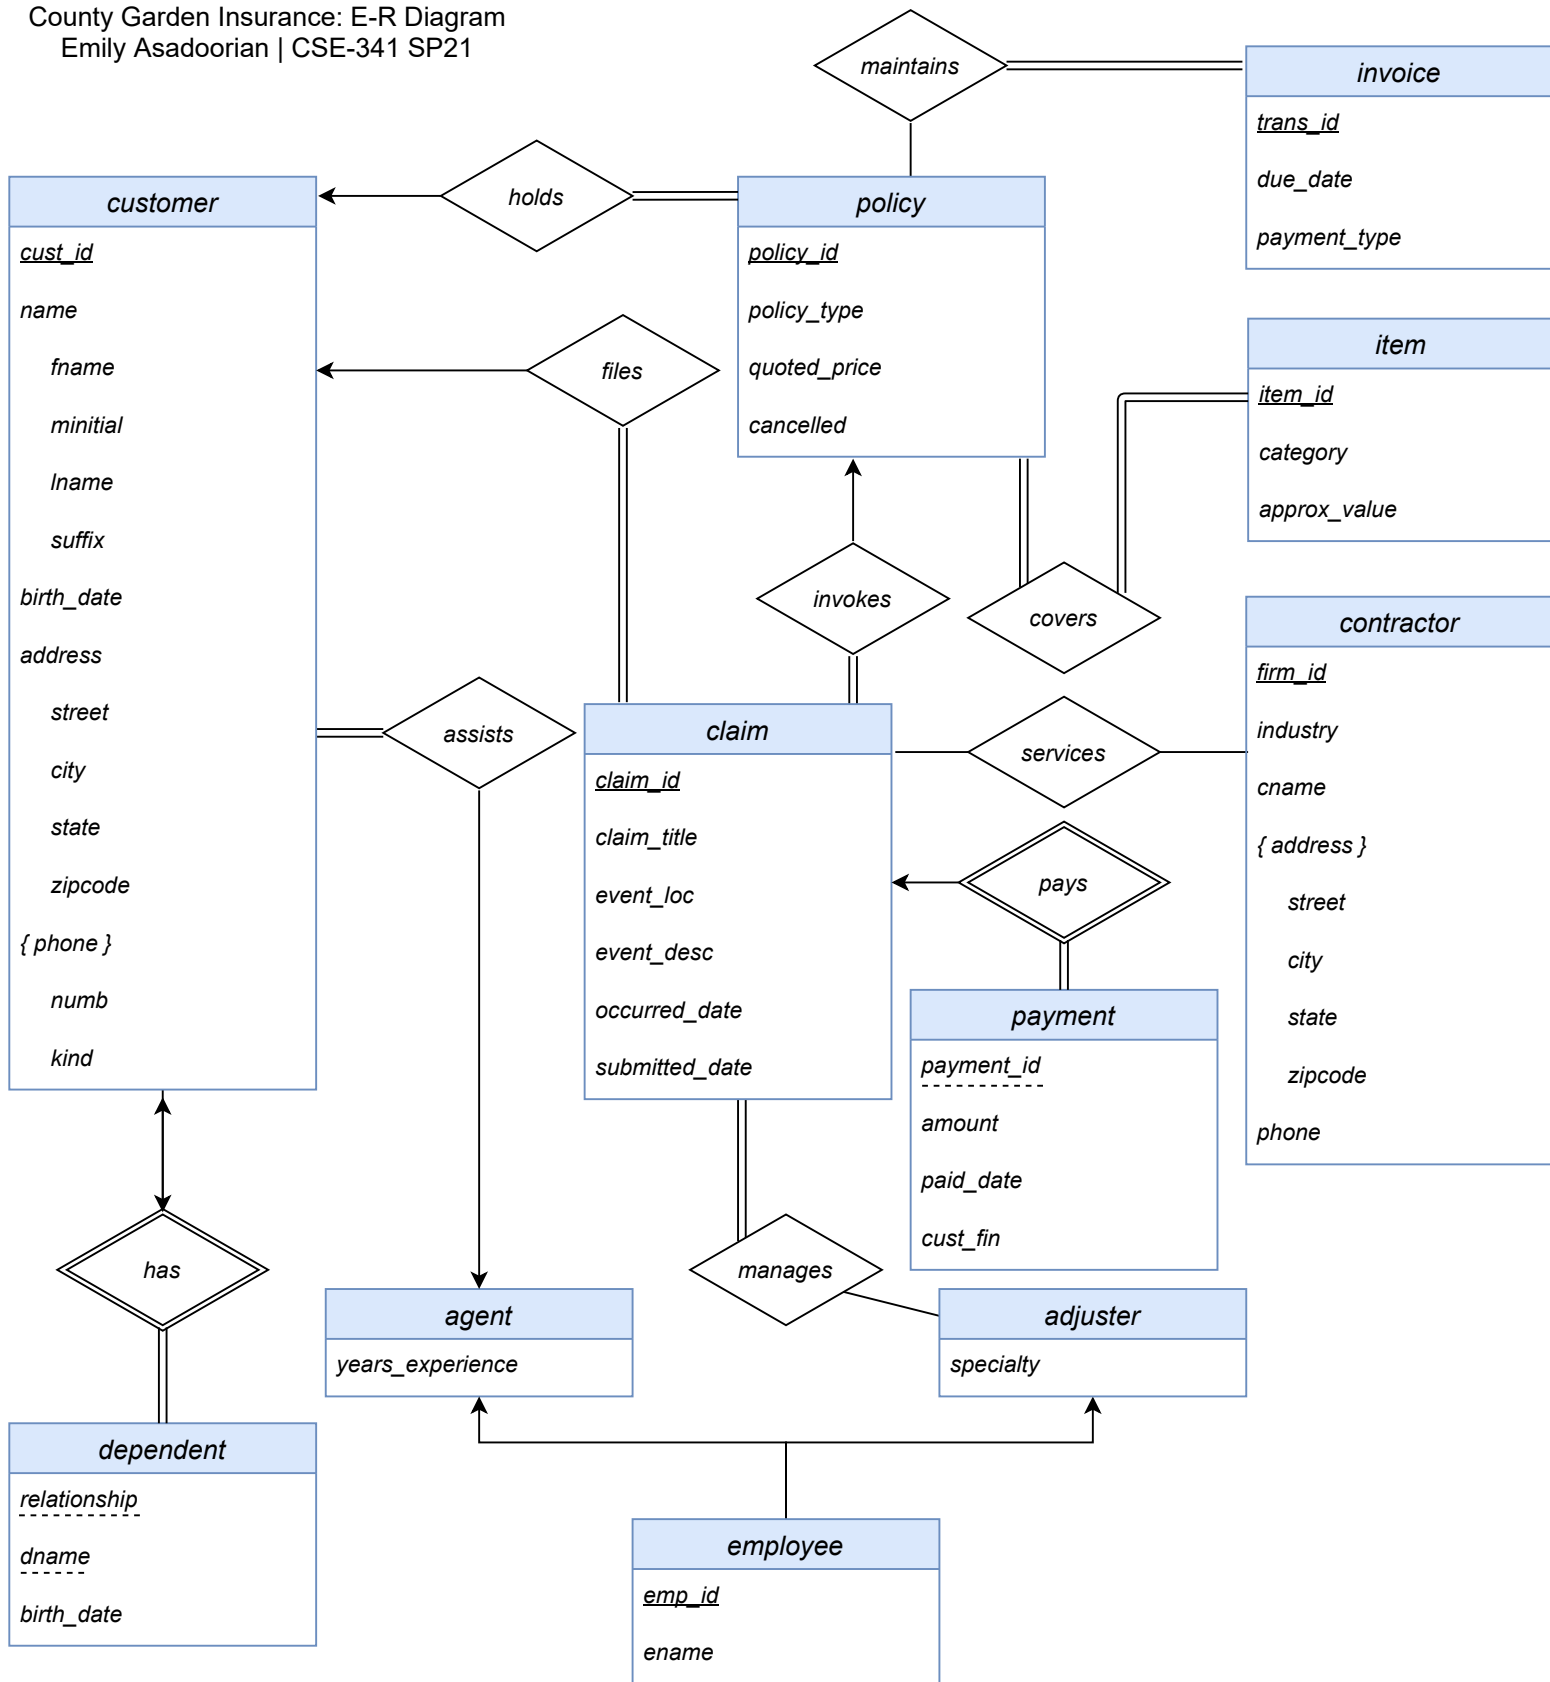 County Garden Insurance: E-R Diagram
Emily Asadoorian | CSE-341 SP21
maintains
invoice
trans_id
due_date
payment_type
holds
customer
cust_id
name
fname
minitial
lname
suffix
birth_date
address
street
city
state
zipcode
{ phone }
numb
kind
policy
policy_id
policy_type
quoted_price
cancelled
files
item
item_id
category
approx_value
invokes
covers
contractor
firm_id
industry
cname
{ address }
street
city
state
zipcode
phone
assists
claim
claim_id
claim_title
event_loc
event_desc
occurred_date
submitted_date
services
pays
payment
payment_id
amount
paid_date
cust_fin
has
manages
agent
years_experience
adjuster
specialty
dependent
relationship
dname
birth_date
employee
emp_id
ename